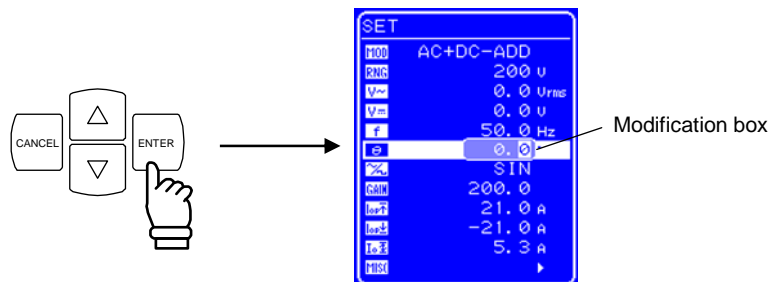 CANCEL
△
▽
ENTER
SET
MOD AC+DC-ADD
RNG 200 V
V~ 0.0 Vrms
V= 0.0 V
f 50.0 Hz
θ 0.0
SIN
GAIN 200.0
21.0 A
-21.0 A
5.3 A
MISC ▶
Modification box